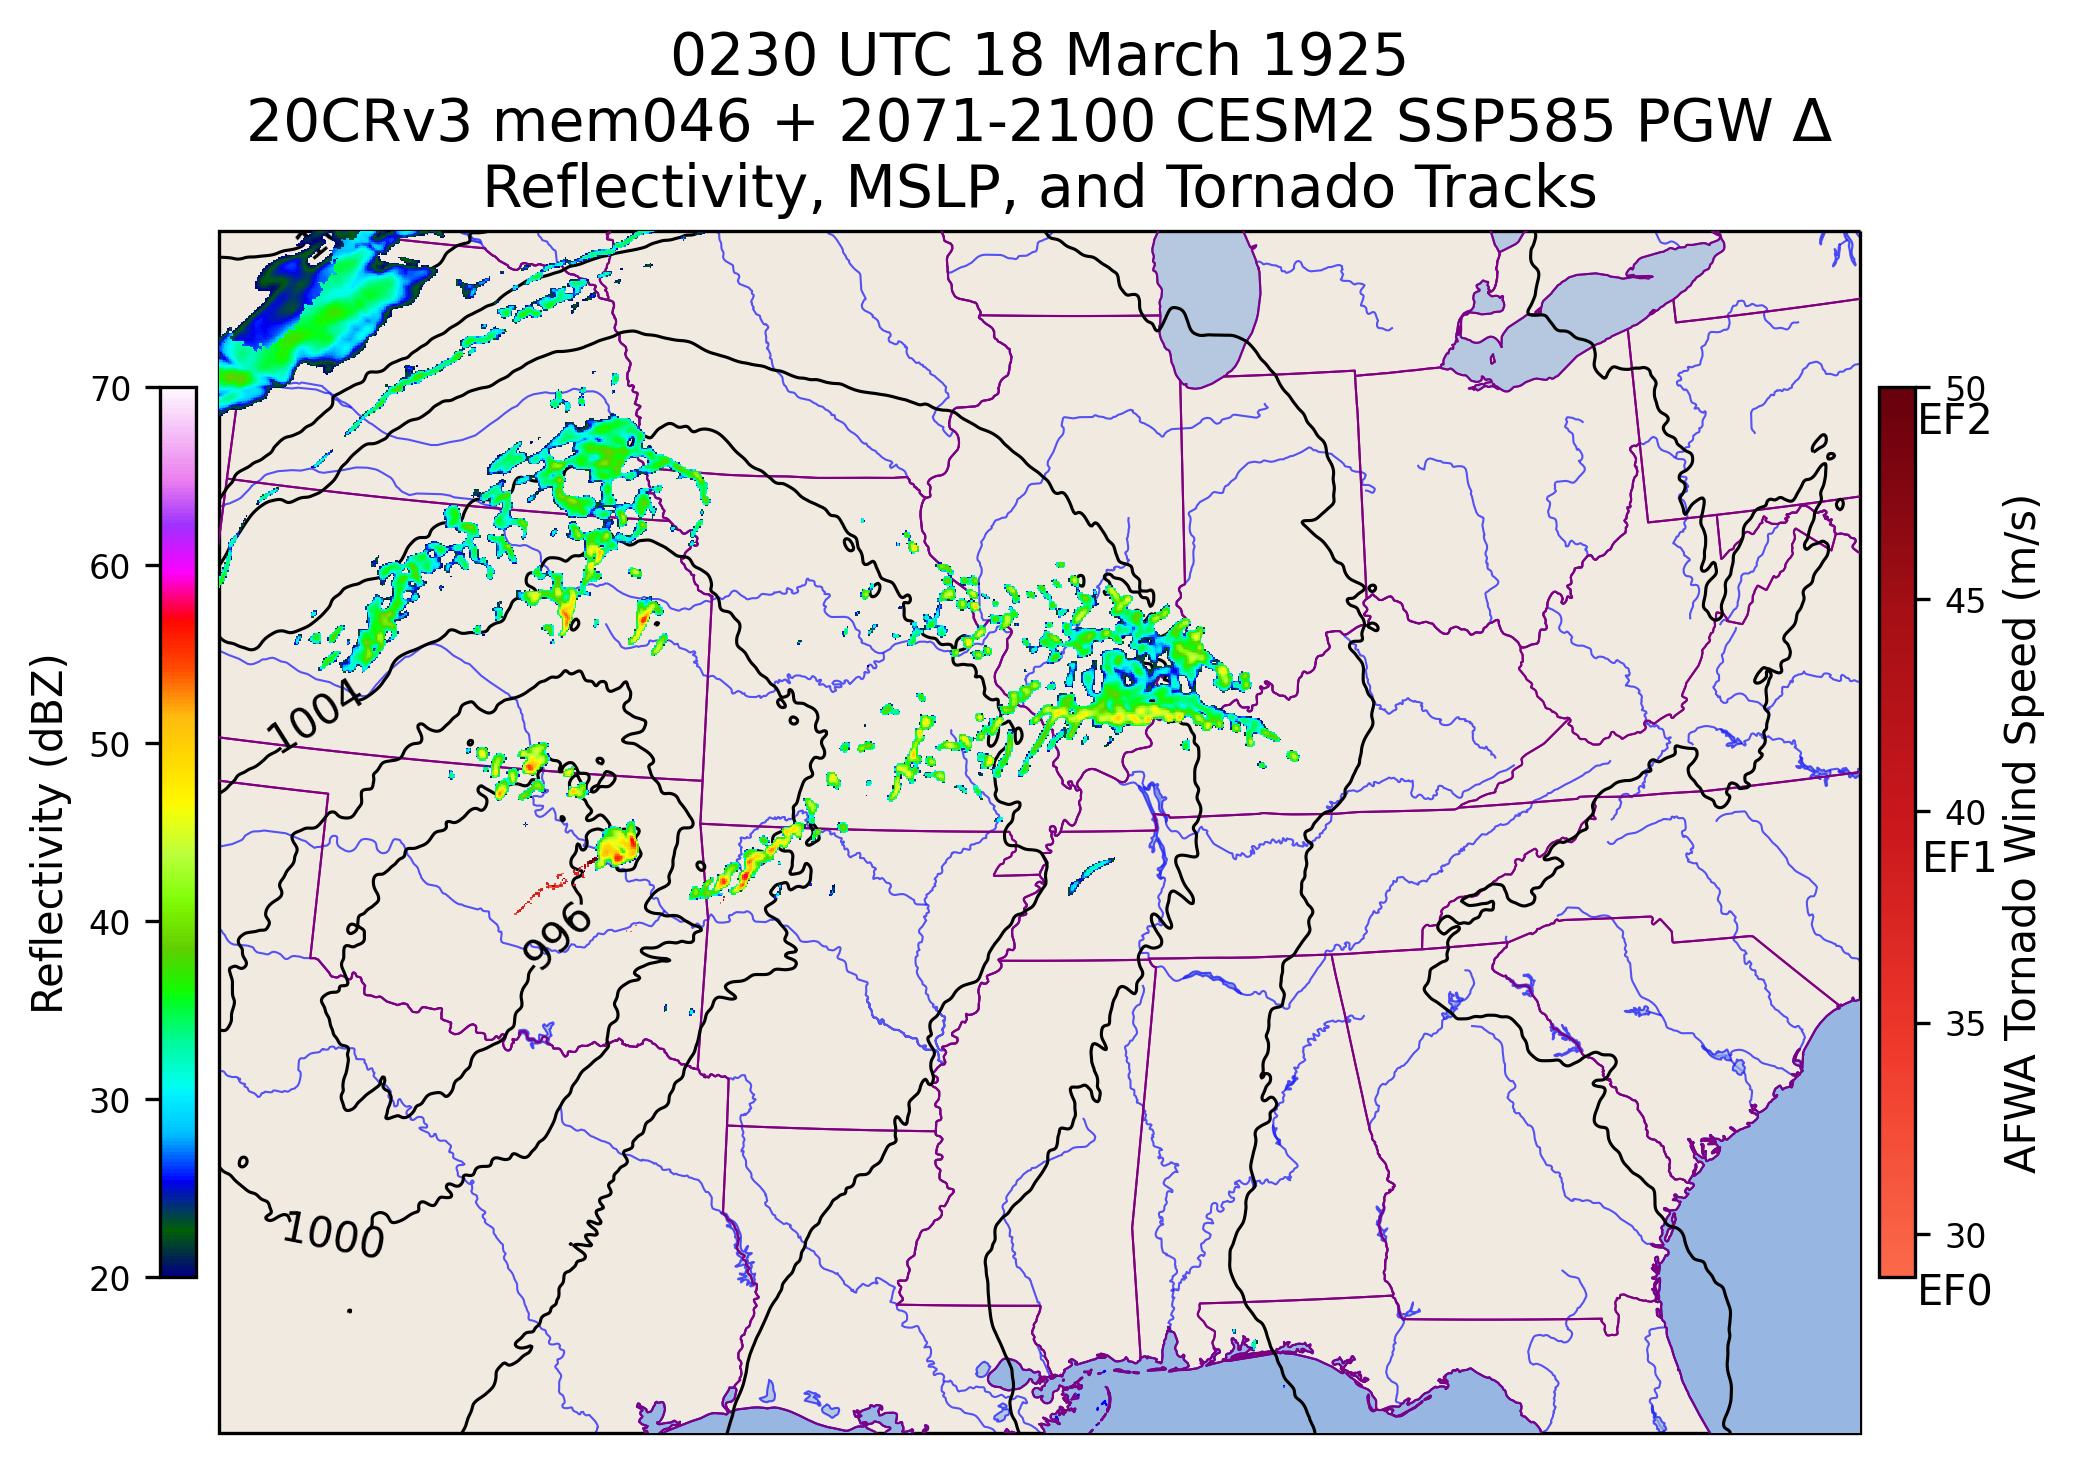 0230 UTC 18 March 1925
20CRv3 mem046 + 2071-2100 CESM2 SSP585 PGW Δ
Reflectivity, MSLP, and Tornado Tracks
70
60
50
40
30
20
Reflectivity (dBZ)
1004
996
1000
50
EF2
45
40
EF1
35
30
EF0
AFWA Tornado Wind Speed (m/s)